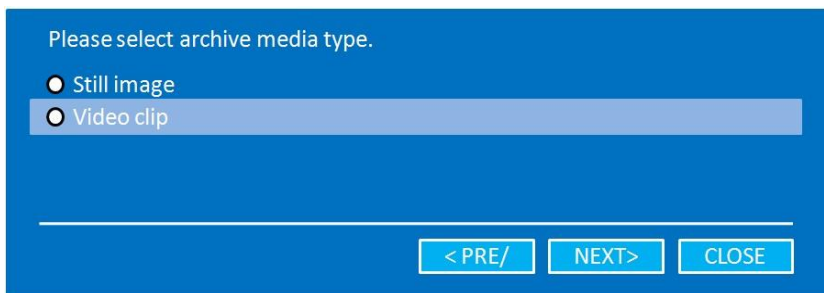 Please select archive media type.
Still image
Video clip
< PRE/ NEXT> CLOSE